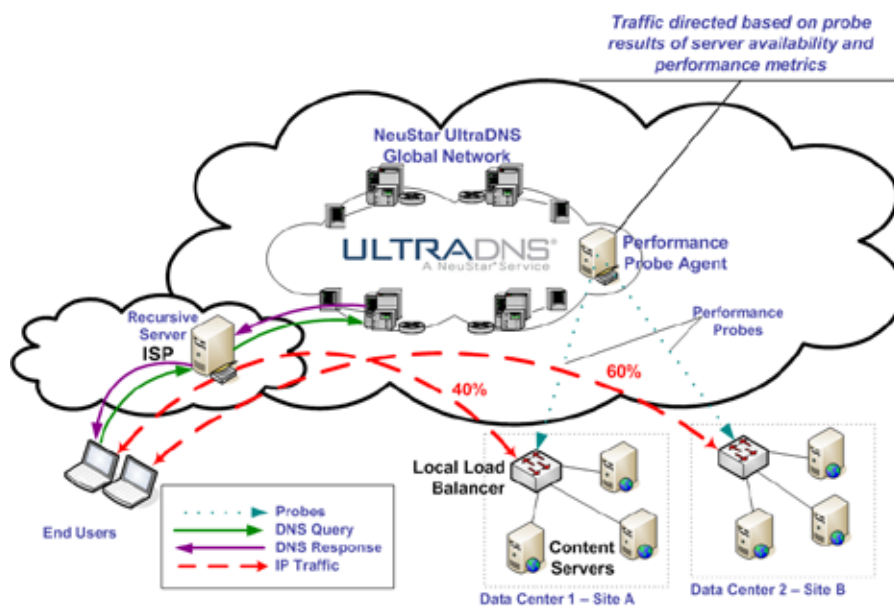 Traffic directed based on probe
results of server availability and
performance metrics
NeuStar UltraDNS
Global Network
ULTRADNS®
A NeuStar® Service
Performance
Probe Agent
Recursive
Server
ISP
Performance
Probes
40%
60%
Local Load
Balancer
End Users
Probes
DNS Query
DNS Response
IP Traffic
Content
Servers
Data Center 1 – Site A
Data Center 2 – Site B